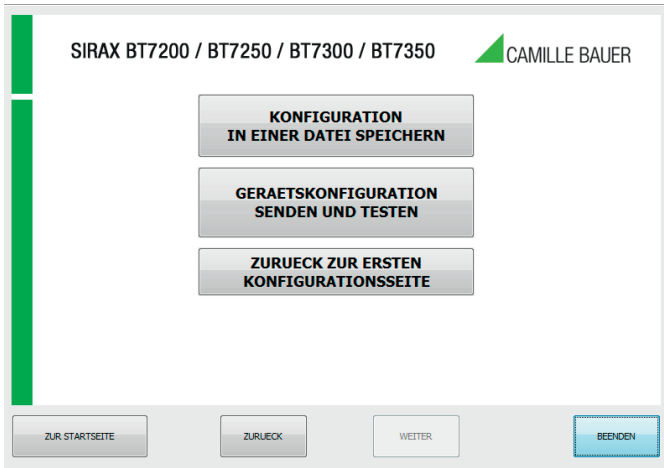 SIRAX BT7200 / BT7250 / BT7300 / BT7350
CAMILLE BAUER
KONFIGURATION
IN EINER DATEI SPEICHERN
GERAETSKONFIGURATION
SENDEN UND TESTEN
ZURUECK ZUR ERSTEN
KONFIGURATIONSSEITE
ZUR STARTSEITE
ZURUECK
WEITER
BEENDEN